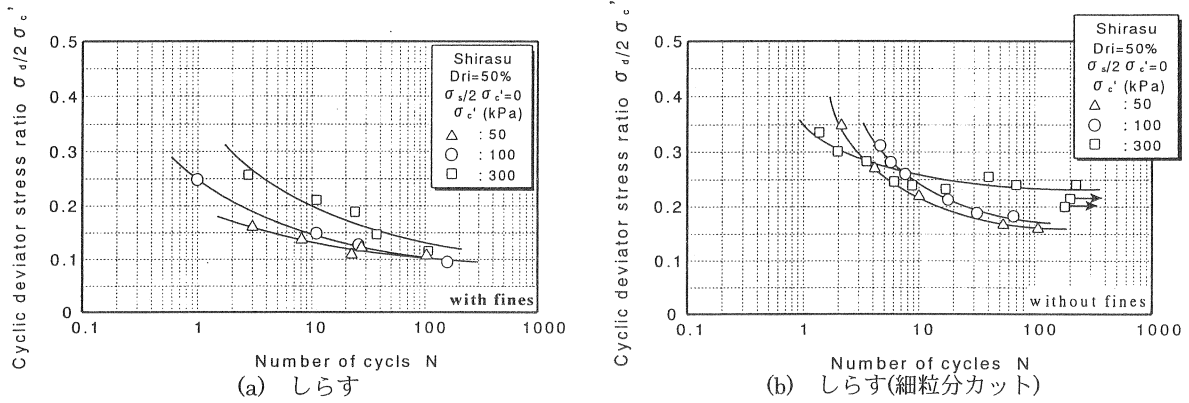 Cyclic deviator stress ratio σd/2σc'
0.5
0.4
0.3
0.2
0.1
0
0.1
1
10
100
1000
Shirasu
Dri=50%
σs/2σc'=0
σc' (kPa)
△ : 50
○ : 100
□ : 300
with fines
Number of cycls N
(a) しらす
Cyclic deviator stress ratio σd/2σc'
0.5
0.4
0.3
0.2
0.1
0
0.1
1
10
100
1000
Shirasu
Dri=50%
σs/2σc'=0
σc' (kPa)
△ : 50
○ : 100
□ : 300
without fines
Number of cycles N
(b) しらす(細粒分カット)